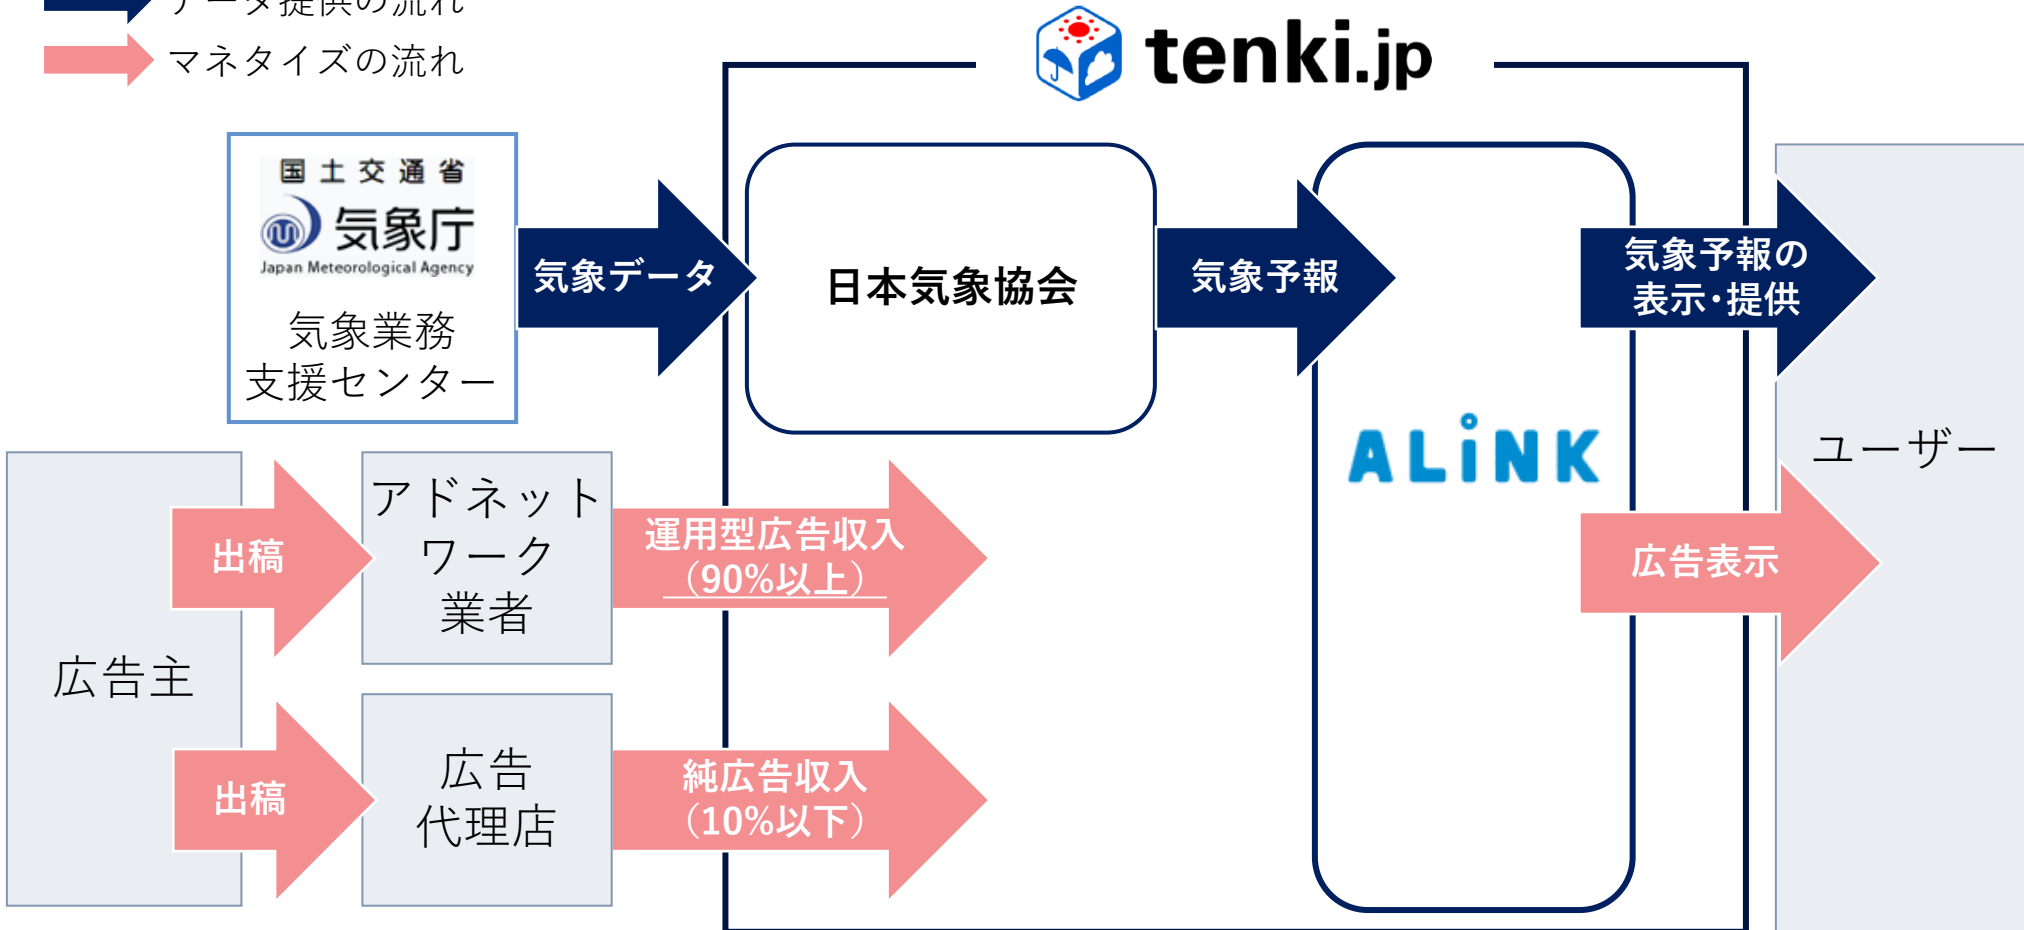 データ提供の流れ
マネタイズの流れ
tenki.jp
国土交通省
気象庁
Japan Meteorological Agency
気象業務
支援センター
気象データ
日本気象協会
気象予報
気象予報の
表示・提供
ALiNK
ユーザー
広告主
出稿
アドネット
ワーク
業者
運用型広告収入
（90%以上）
広告表示
出稿
広告
代理店
純広告収入
（10%以下）